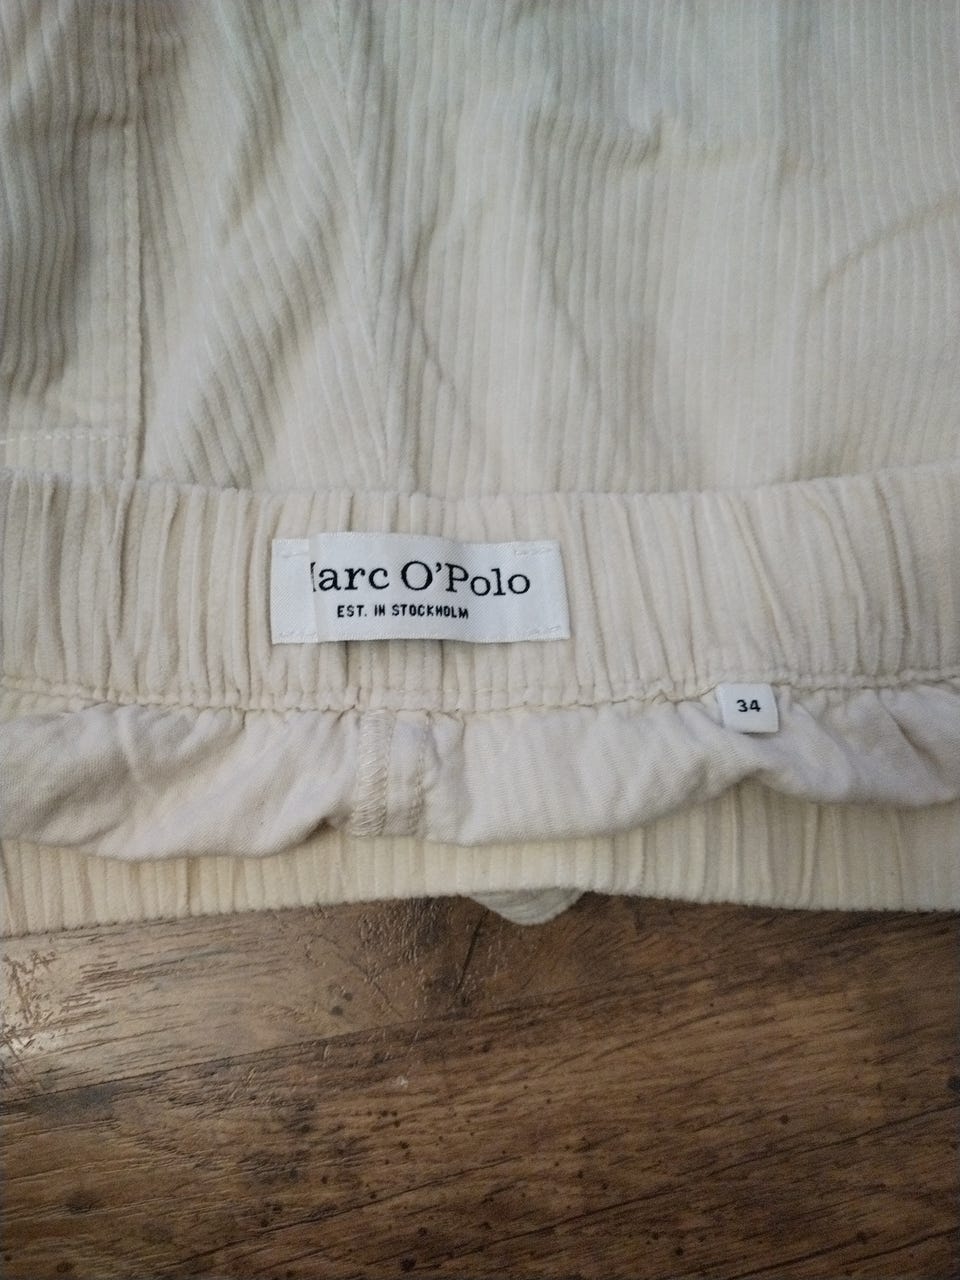 Marc O'Polo
EST. IN STOCKHOLM
34